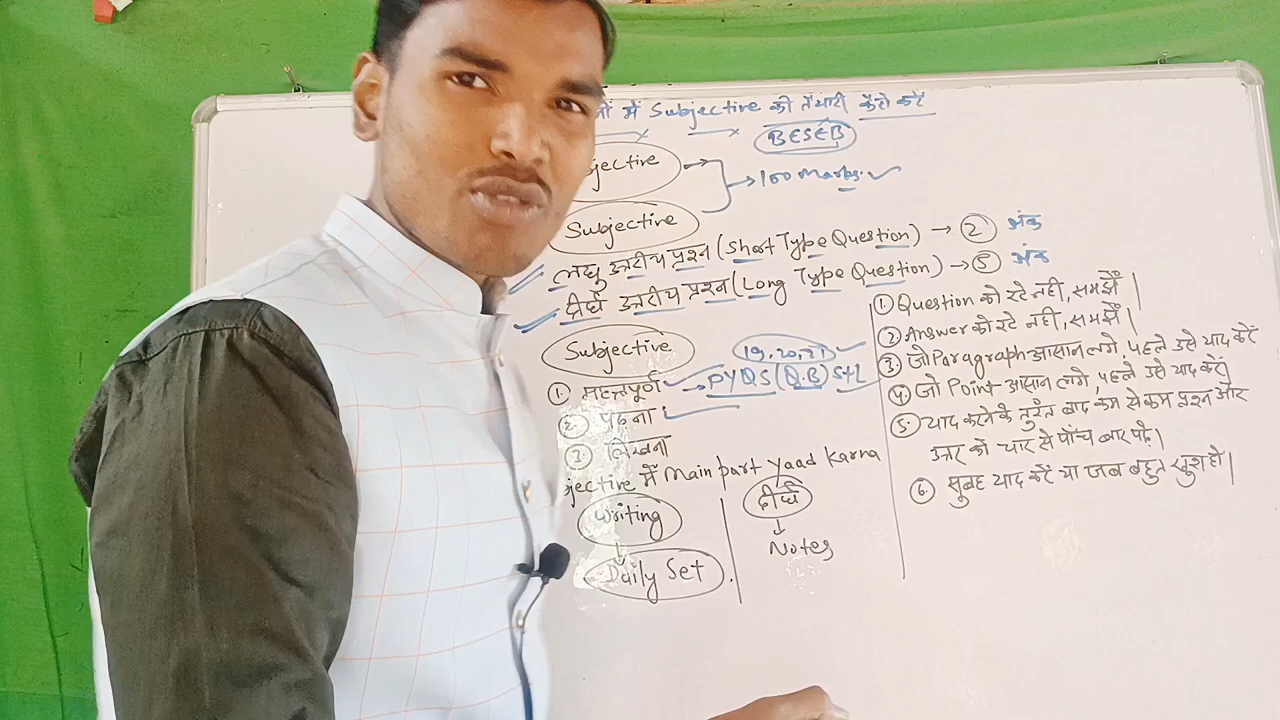 में Subjective की तैयारी कैसे करें
BESEB
jective
→ 100 Marks
Subjective
लघु उत्तरीय प्रश्न (Short Type Question) → 2 अंक
दीर्घ उत्तरीय प्रश्न (Long Type Question) → 5 अंक
Subjective
19, 20, 21
1. महत्वपूर्ण → PYQS (Q.B) S+L
2. पढ़ना
3. लिखना
jective में Main part yaad karna
Writing
↓
Daily Set
दीर्घ
↓
Notes
1. Question को रटे नहीं, समझें।
2. Answer को रटे नहीं, समझें।
3. जो Paragraph आसान लगे, पहले उसे याद करें
4. जो Point आसान लगे, पहले उसे याद करें।
5. याद करने के तुरंत बाद कम से कम प्रश्न और
उत्तर को चार से पाँच बार पढ़ें।
6. सुबह याद करें या जब बहुत खुश हो।